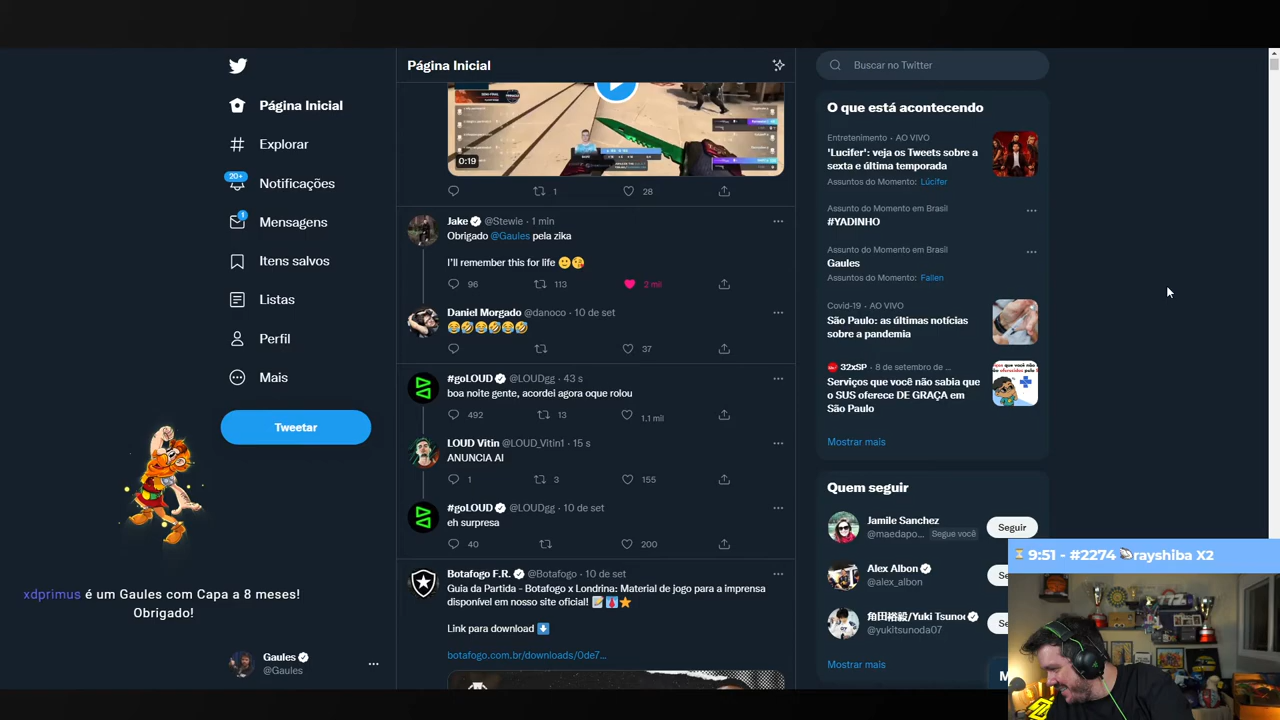 Página Inicial
Explorar
20+
Notificações
1
Mensagens
Itens salvos
Listas
Perfil
Mais
Tweetar
xdprimus é um Gaules com Capa a 8 meses!
Obrigado!
Gaules
@Gaules
Página Inicial
0:19
1
28
Jake @Stewie · 1 min
Obrigado @Gaules pela zika
I'll remember this for life 🙂😘
96 113 2 mil
Daniel Morgado @danoco · 10 de set
😂🤣😂🤣😂🤣
37
#goLOUD @LOUDgg · 43 s
boa noite gente, acordei agora oque rolou
492 13 1.1 mil
LOUD Vitin @LOUD_Vitin1 · 15 s
ANUNCIA AI
1 3 155
#goLOUD @LOUDgg · 10 de set
eh surpresa
40 200
Botafogo F.R. @Botafogo · 10 de set
Guia da Partida - Botafogo x Londrina: Material de jogo para a imprensa
disponível em nosso site oficial!
Link para download
botafogo.com.br/downloads/0de7...
Buscar no Twitter
O que está acontecendo
Entretenimento · AO VIVO
'Lucifer': veja os Tweets sobre a
sexta e última temporada
Assuntos do Momento: Lúcifer
Assunto do Momento em Brasil
#YADINHO
Assunto do Momento em Brasil
Gaules
Assuntos do Momento: Fallen
Covid-19 · AO VIVO
São Paulo: as últimas notícias
sobre a pandemia
32xSP · 8 de setembro de ...
Serviços que você não sabia que
o SUS oferece DE GRAÇA em
São Paulo
Mostrar mais
Quem seguir
Jamile Sanchez
@maedapo... Segue você
Seguir
Alex Albon
@alex_albon
Se
角田裕毅/Yuki Tsunoc
@yukitsunoda07
Se
Mostrar mais
M
9:51 - #2274 rayshiba X2